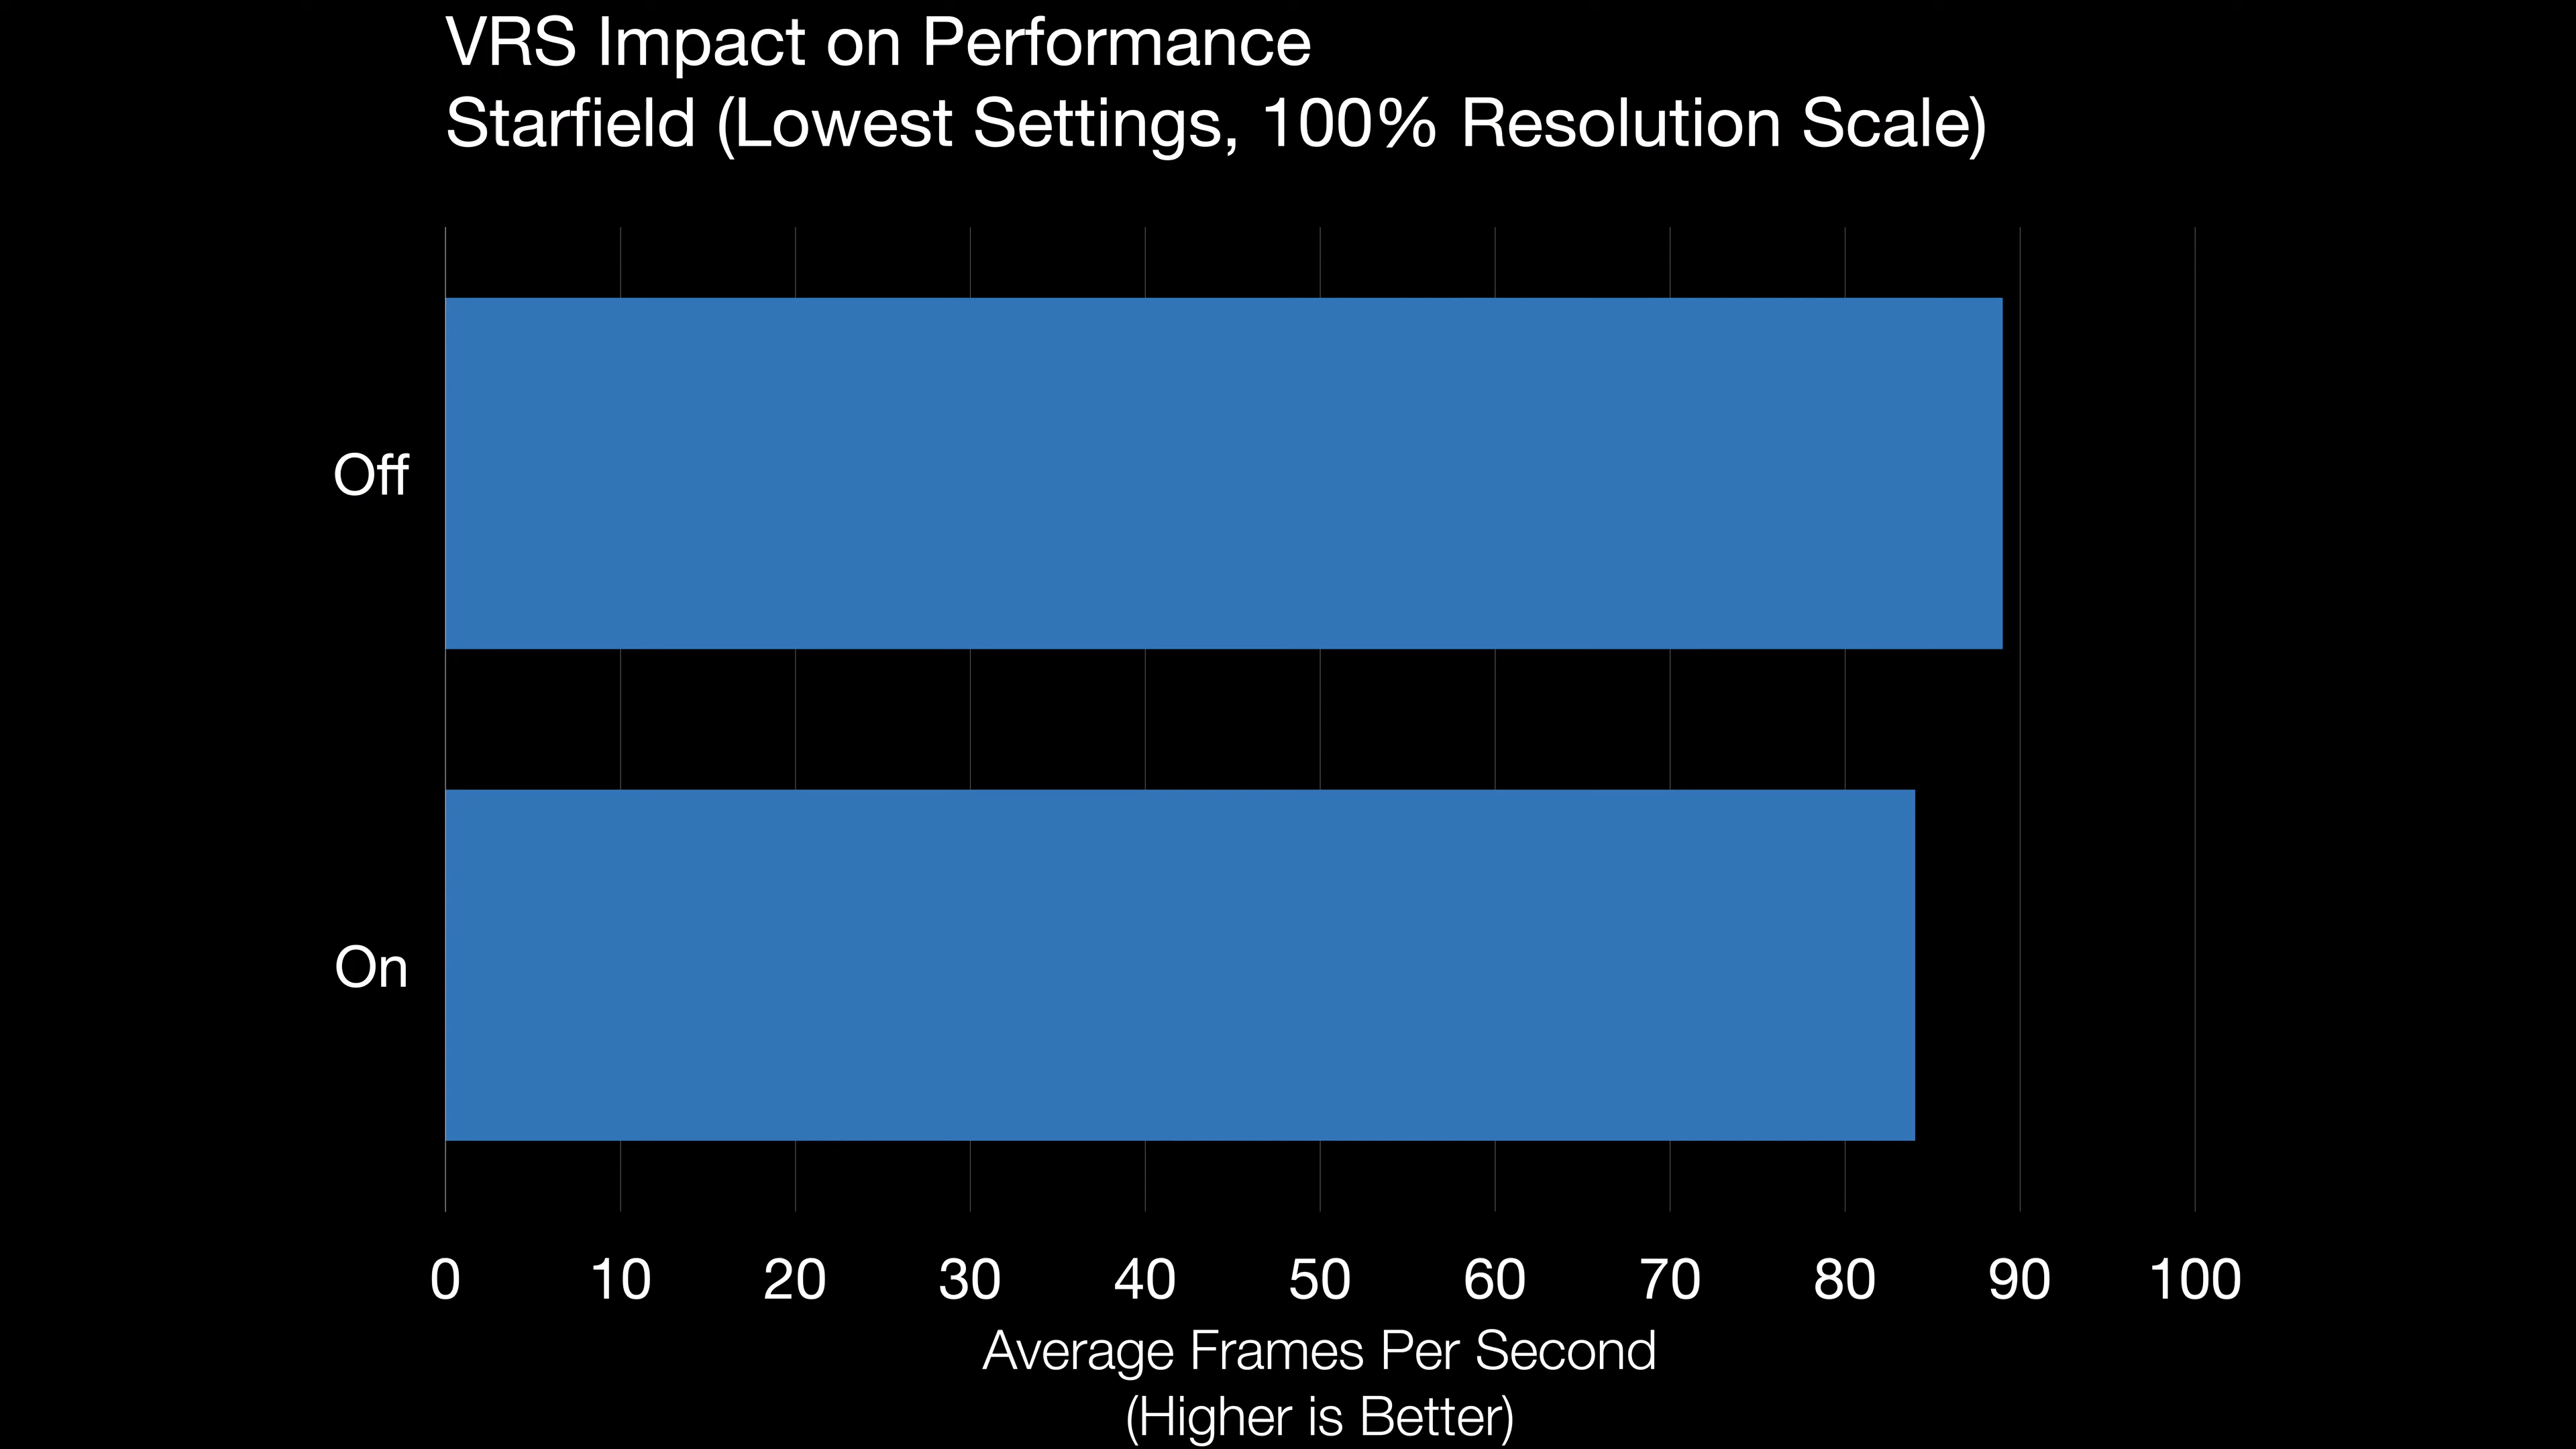 VRS Impact on Performance
Starfield (Lowest Settings, 100% Resolution Scale)
Off
On
0 10 20 30 40 50 60 70 80 90 100
Average Frames Per Second
(Higher is Better)